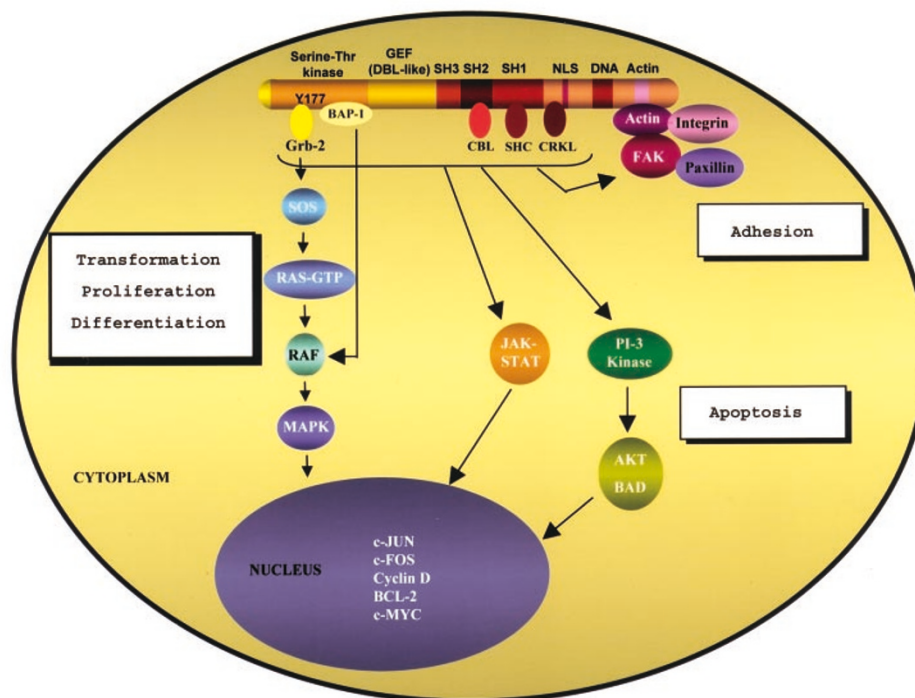 Serine-Thr
kinase
GEF
(DBL-like)
SH3 SH2 SH1 NLS DNA Actin
Y177
BAP-1
Grb-2
CBL SHC CRKL
Actin
Integrin
FAK
Paxillin
SOS
Adhesion
Transformation
Proliferation
Differentiation
RAS-GTP
RAF
JAK-
STAT
PI-3
Kinase
MAPK
Apoptosis
AKT
BAD
CYTOPLASM
NUCLEUS
c-JUN
c-FOS
Cyclin D
BCL-2
c-MYC